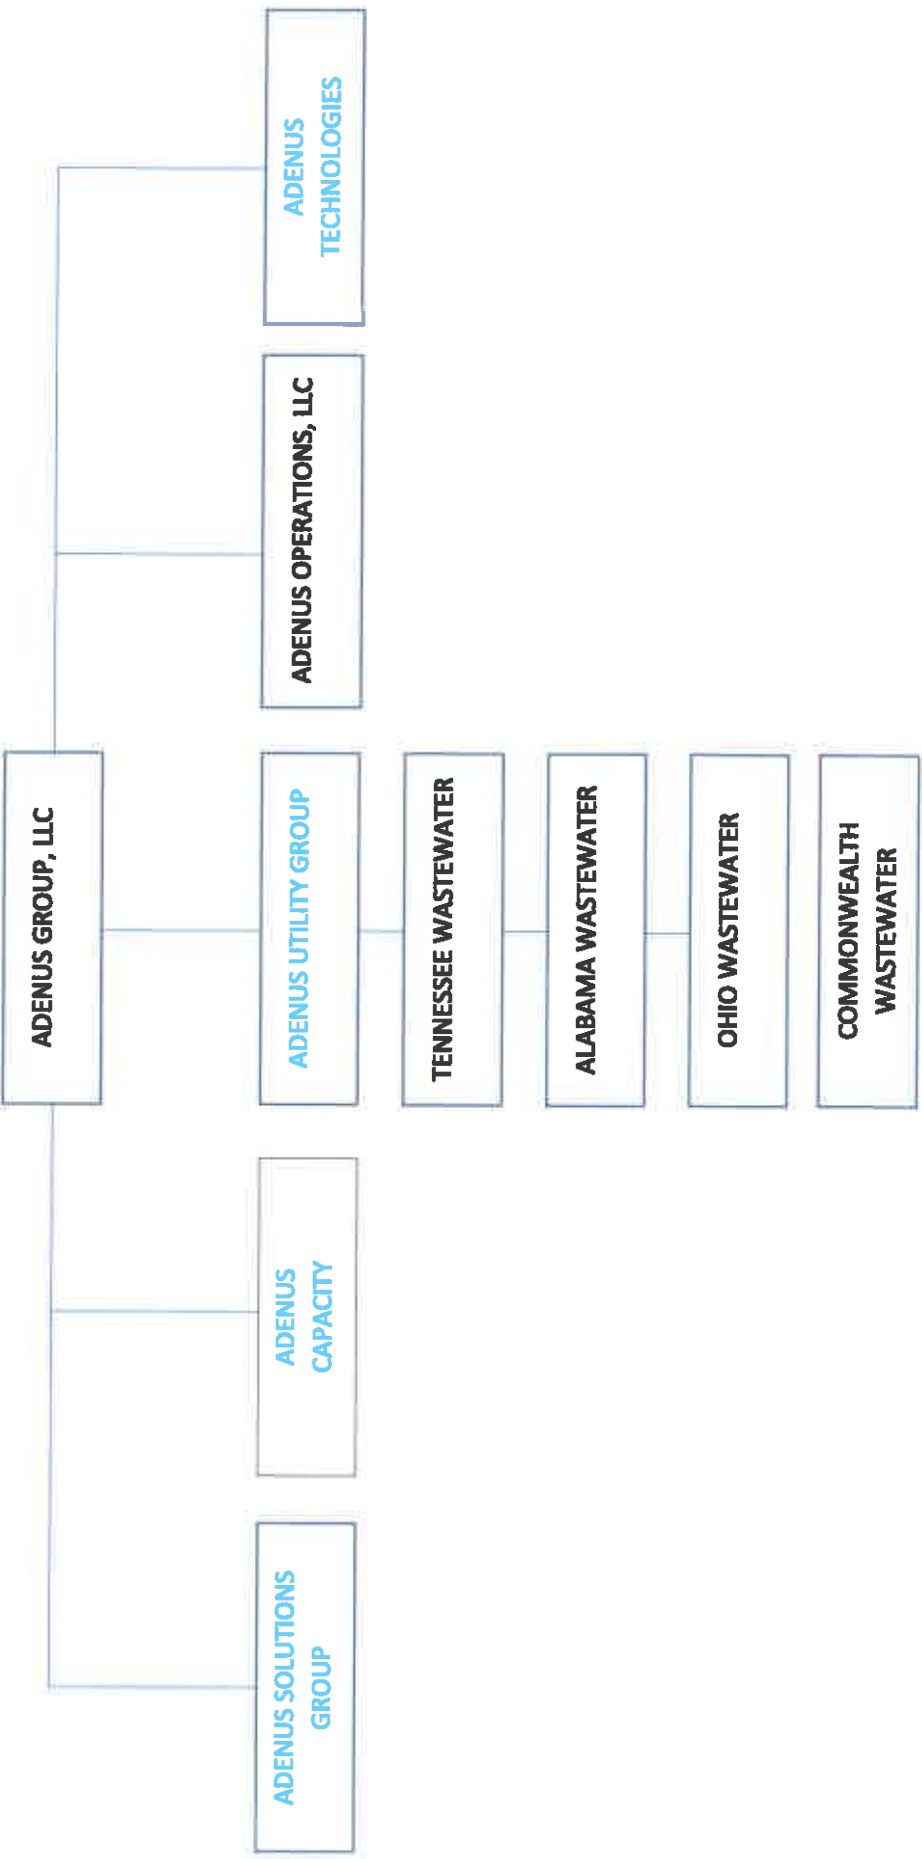 ADENUS GROUP, LLC
ADENUS SOLUTIONS
GROUP
ADENUS
CAPACITY
ADENUS UTILITY GROUP
ADENUS OPERATIONS, LLC
ADENUS
TECHNOLOGIES
TENNESSEE WASTEWATER
ALABAMA WASTEWATER
OHIO WASTEWATER
COMMONWEALTH
WASTEWATER